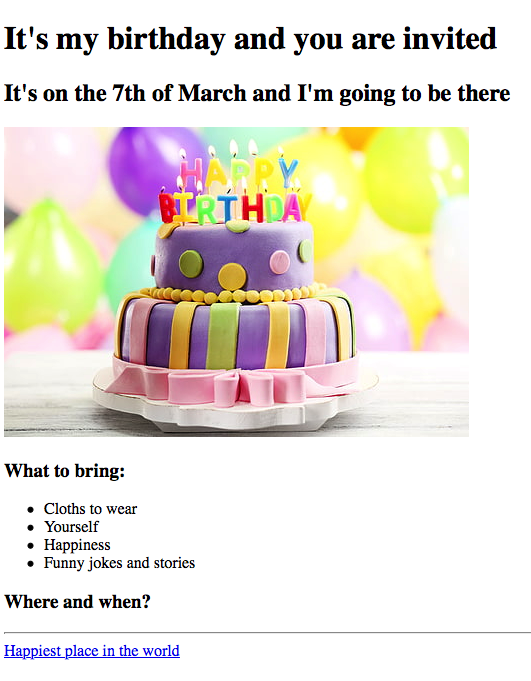 It's my birthday and you are invited
It's on the 7th of March and I'm going to be there
HAPPY
BIRTHDAY
What to bring:
Cloths to wear
Yourself
Happiness
Funny jokes and stories
Where and when?
Happiest place in the world